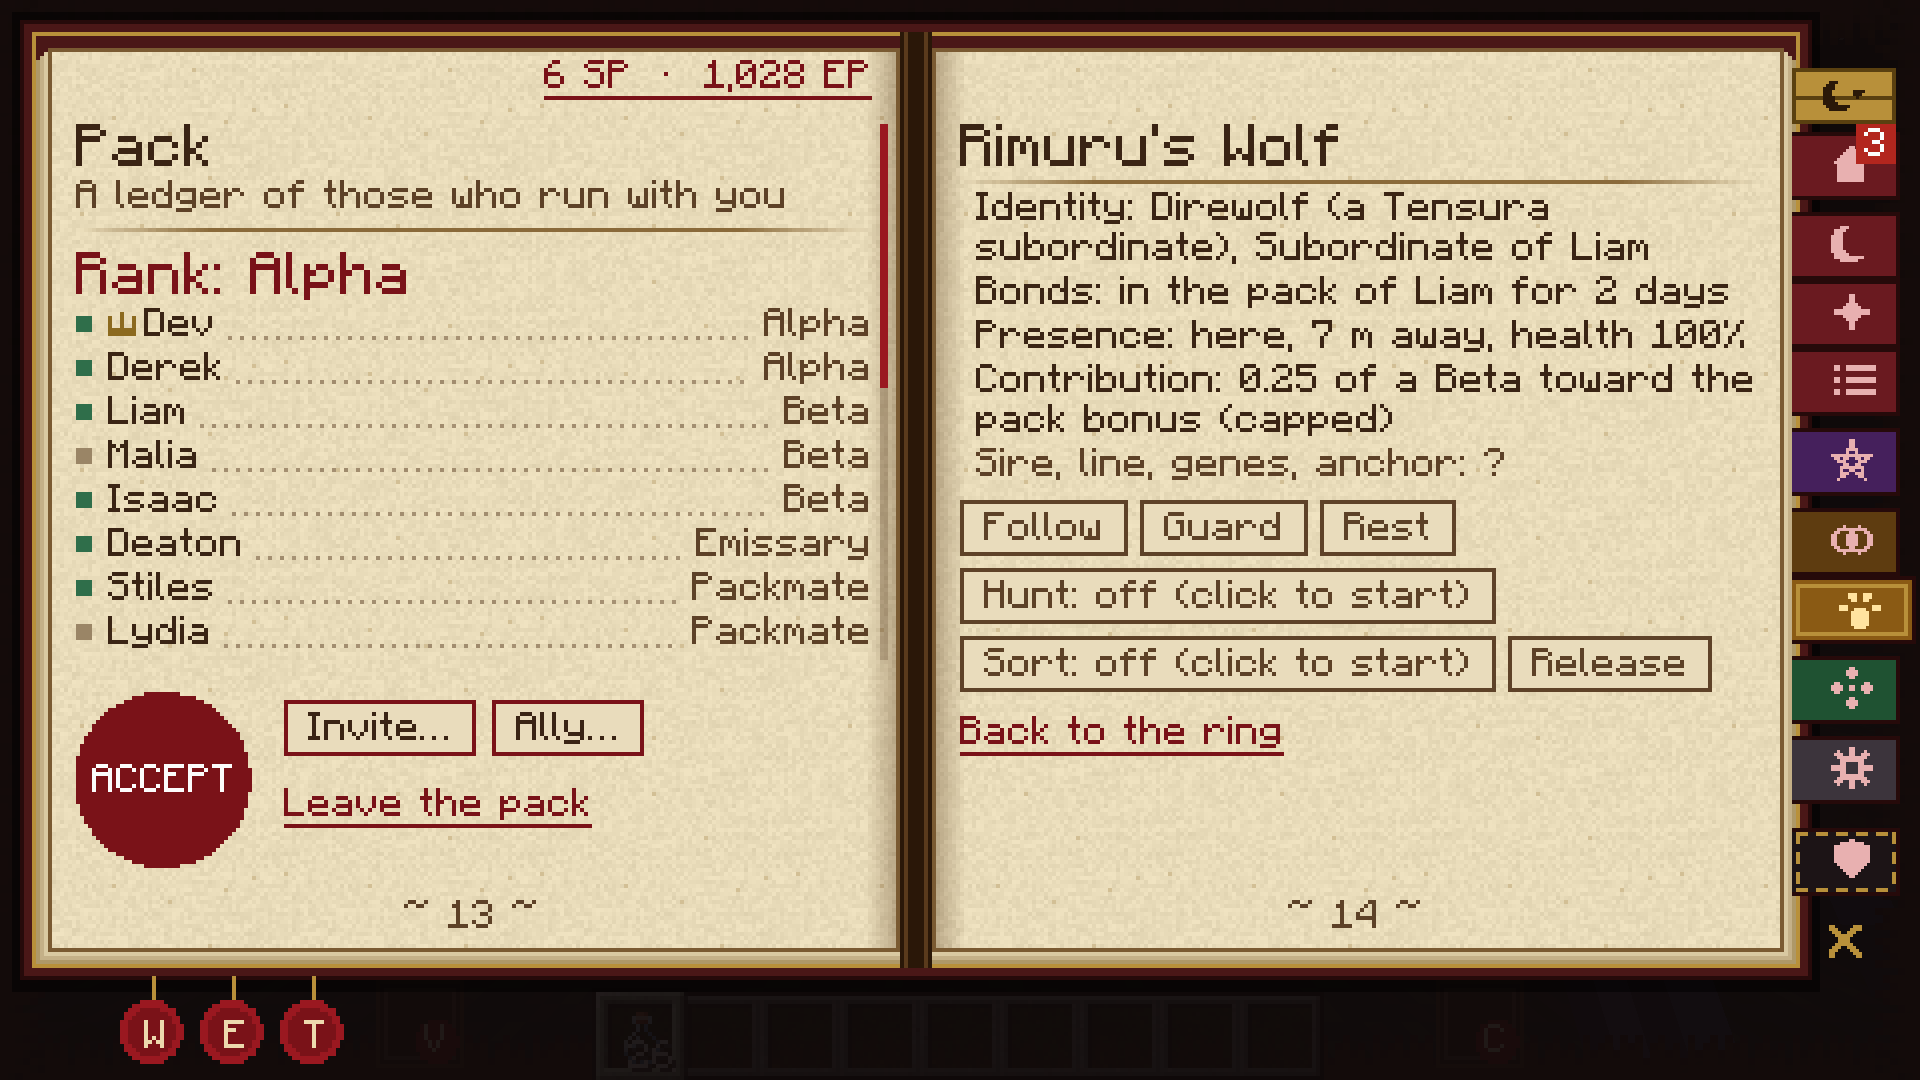 6 SP · 1,028 EP
Pack
A ledger of those who run with you
Rank: Alpha
Dev Alpha
Derek Alpha
Liam Beta
Malia Beta
Isaac Beta
Deaton Emissary
Stiles Packmate
Lydia Packmate
ACCEPT
Invite...
Ally...
Leave the pack
~ 13 ~
Rimuru's Wolf
Identity: Direwolf (a Tensura
subordinate), Subordinate of Liam
Bonds: in the pack of Liam for 2 days
Presence: here, 7 m away, health 100%
Contribution: 0.25 of a Beta toward the
pack bonus (capped)
Sire, line, genes, anchor: ?
Follow
Guard
Rest
Hunt: off (click to start)
Sort: off (click to start)
Release
Back to the ring
~ 14 ~
3
W
E
T
V
26
C